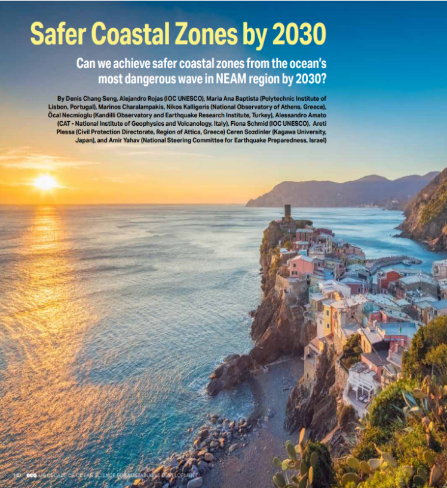 Safer Coastal Zones by 2030
Can we achieve safer coastal zones from the ocean's
most dangerous wave in NEAM region by 2030?
By Denis Chang Seng, Alejandro Rojas (IOC UNESCO), Maria Ana Baptista (Polytechnic Institute of
Lisbon, Portugal), Marinos Charalampakis, Nikos Kalligeris (National Observatory of Athens, Greece),
Öcal Necmioglu (Kandilli Observatory and Earthquake Research Institute, Turkey), Alessandro Amato
(CAT - National Institute of Geophysics and Volcanology, Italy), Fiona Schmid (IOC UNESCO), Areti
Plessa (Civil Protection Directorate, Region of Attica, Greece) Ceren Sozdinler (Kagawa University,
Japan), and Amir Yahav (National Steering Committee for Earthquake Preparedness, Israel)